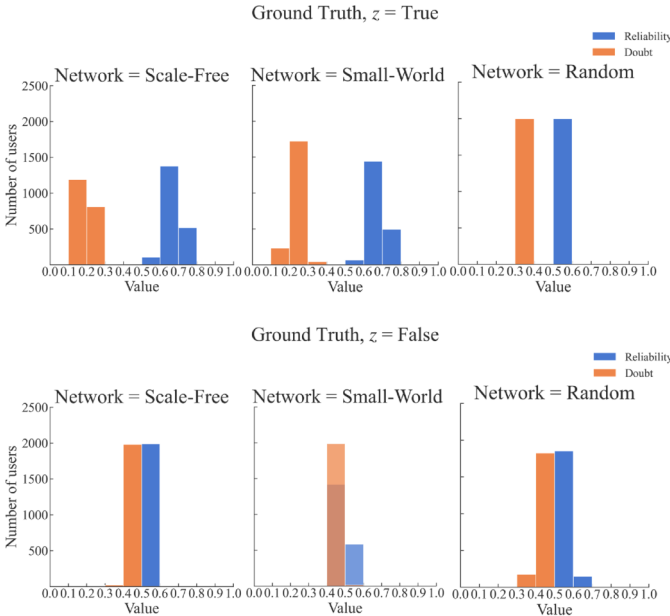 Ground Truth, z = True
Reliability
Doubt
Network = Scale-Free
Network = Small-World
Network = Random
Number of users
2500
2000
1500
1000
500
0.0 0.1 0.2 0.3 0.4 0.5 0.6 0.7 0.8 0.9 1.0
0.0 0.1 0.2 0.3 0.4 0.5 0.6 0.7 0.8 0.9 1.0
0.0 0.1 0.2 0.3 0.4 0.5 0.6 0.7 0.8 0.9 1.0
Value
Value
Value
Ground Truth, z = False
Reliability
Doubt
Network = Scale-Free
Network = Small-World
Network = Random
Number of users
2500
2000
1500
1000
500
0.0 0.1 0.2 0.3 0.4 0.5 0.6 0.7 0.8 0.9 1.0
0.0 0.1 0.2 0.3 0.4 0.5 0.6 0.7 0.8 0.9 1.0
0.0 0.1 0.2 0.3 0.4 0.5 0.6 0.7 0.8 0.9 1.0
Value
Value
Value